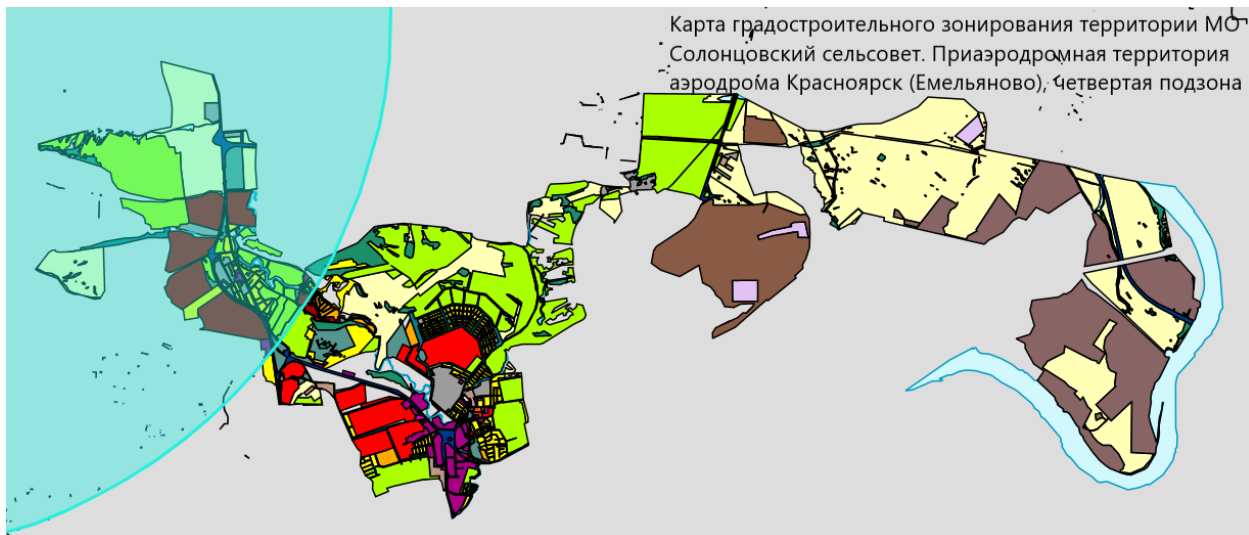 Карта градостроительного зонирования территории МО
Солонцовский сельсовет. Приаэродромная территория
аэродрома Красноярск (Емельяново), четвертая подзона